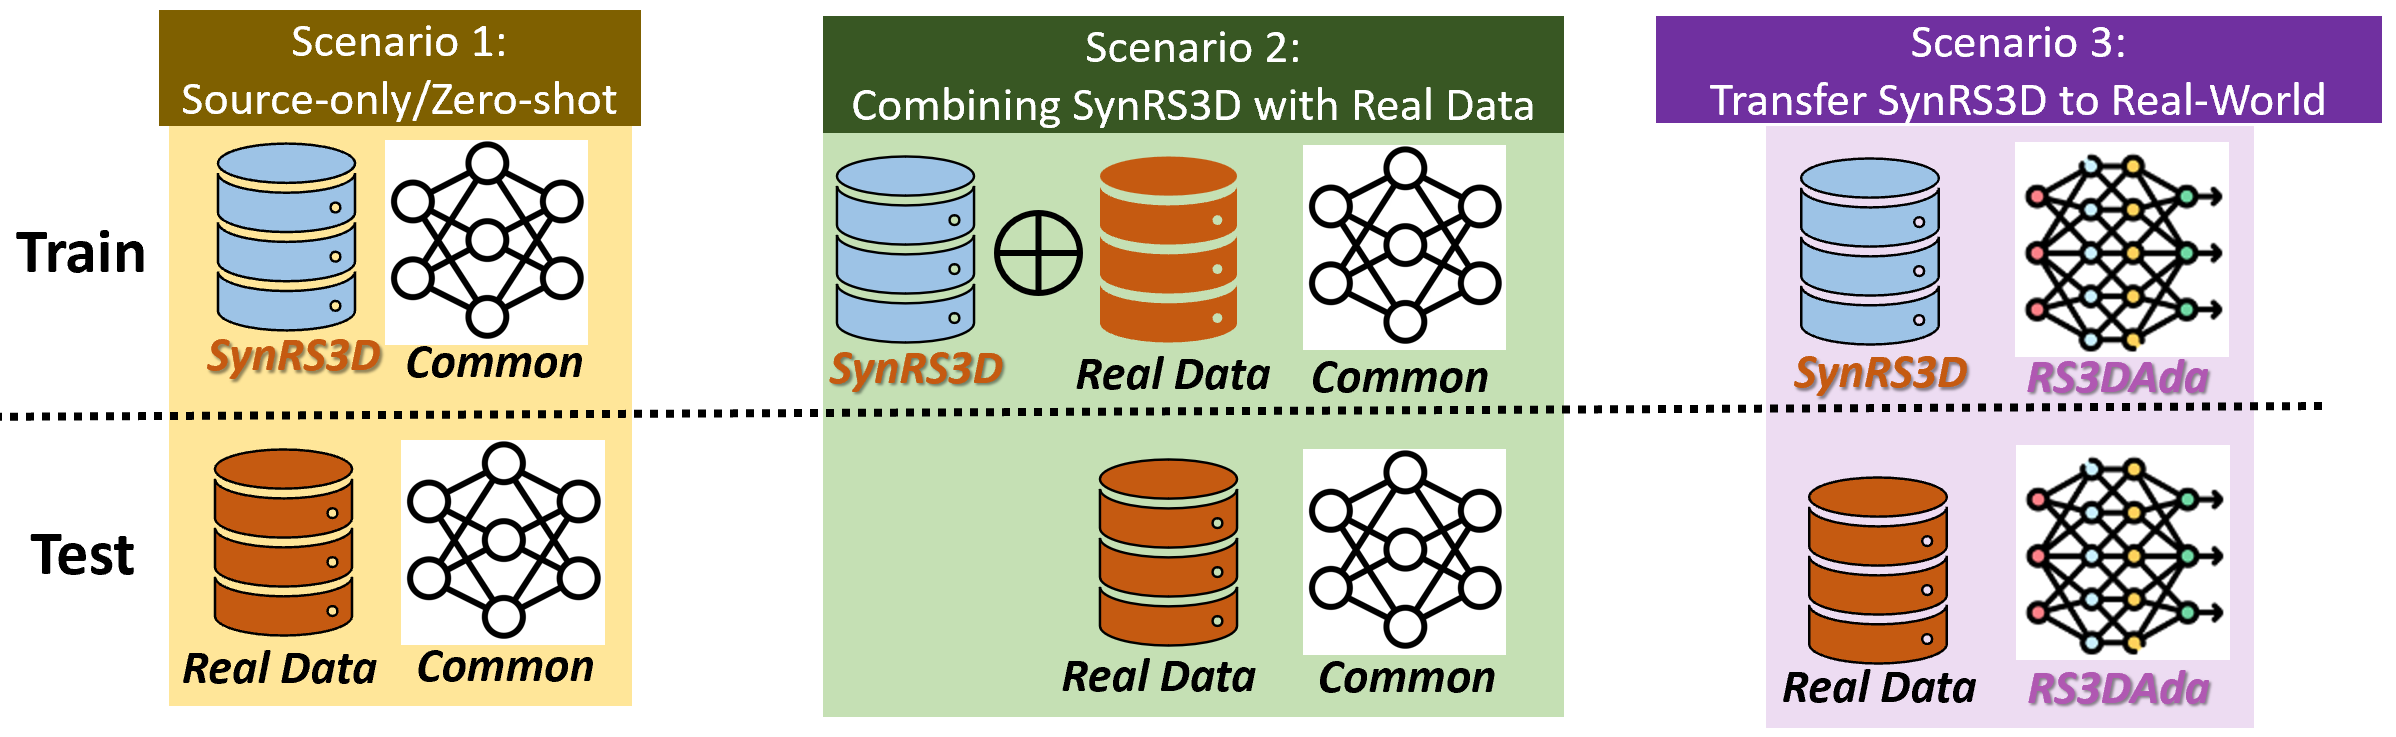 Scenario 1:
Source-only/Zero-shot
Scenario 2:
Combining SynRS3D with Real Data
Scenario 3:
Transfer SynRS3D to Real-World
Train
SynRS3D
Common
SynRS3D
Real Data
Common
SynRS3D
RS3DAda
Test
Real Data
Common
Real Data
Common
Real Data
RS3DAda